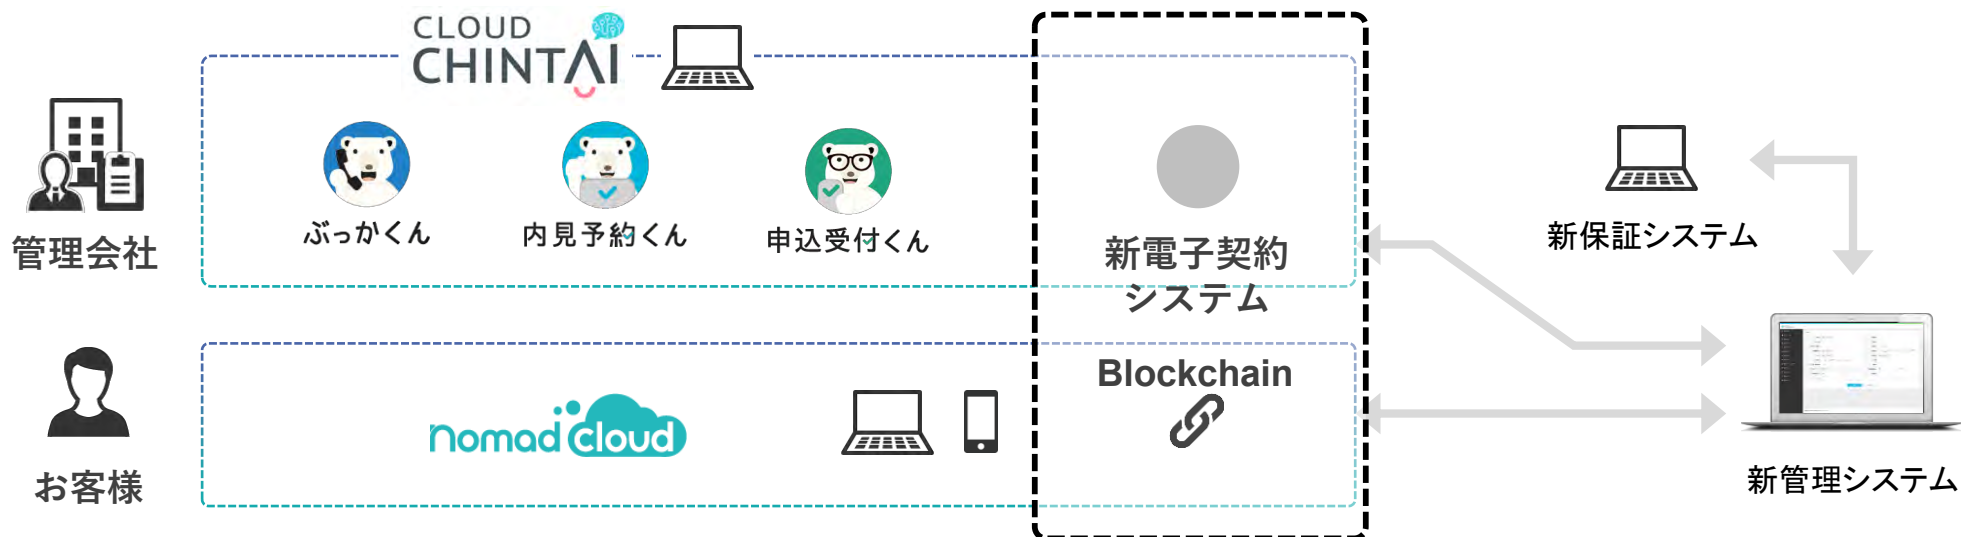 CLOUD
CHINTAI
管理会社
ぶっかくん
内見予約くん
申込受付くん
新電子契約
システム
新保証システム
お客様
nomad cloud
Blockchain
新管理システム